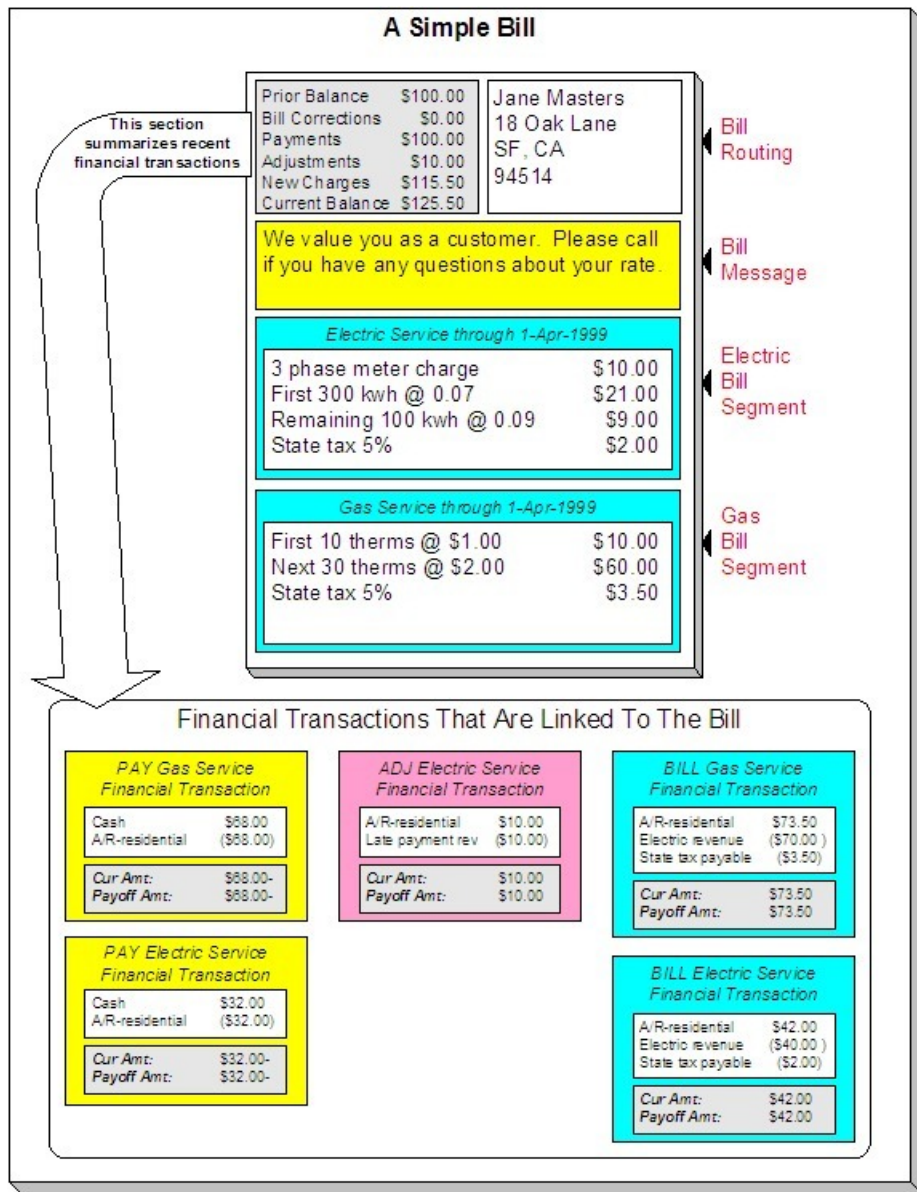 A Simple Bill
This section
summarizes recent
financial transactions
Prior Balance $100.00
Bill Corrections $0.00
Payments $100.00
Adjustments $10.00
New Charges $115.50
Current Balance $125.50
Jane Masters
18 Oak Lane
SF, CA
94514
Bill
Routing
We value you as a customer. Please call
if you have any questions about your rate.
Bill
Message
Electric Service through 1-Apr-1999
3 phase meter charge $10.00
First 300 kwh @ 0.07 $21.00
Remaining 100 kwh @ 0.09 $9.00
State tax 5% $2.00
Electric
Bill
Segment
Gas Service through 1-Apr-1999
First 10 therms @ $1.00 $10.00
Next 30 therms @ $2.00 $60.00
State tax 5% $3.50
Gas
Bill
Segment
Financial Transactions That Are Linked To The Bill
PAY Gas Service
Financial Transaction
Cash $68.00
A/R-residential ($68.00)
Cur Amt: $68.00-
Payoff Amt: $68.00-
ADJ Electric Service
Financial Transaction
A/R-residential $10.00
Late payment rev ($10.00)
Cur Amt: $10.00
Payoff Amt: $10.00
BILL Gas Service
Financial Transaction
A/R-residential $73.50
Electric revenue ($70.00 )
State tax payable ($3.50)
Cur Amt: $73.50
Payoff Amt: $73.50
PAY Electric Service
Financial Transaction
Cash $32.00
A/R-residential ($32.00)
Cur Amt: $32.00-
Payoff Amt: $32.00-
BILL Electric Service
Financial Transaction
A/R-residential $42.00
Electric revenue ($40.00 )
State tax payable ($2.00)
Cur Amt: $42.00
Payoff Amt: $42.00